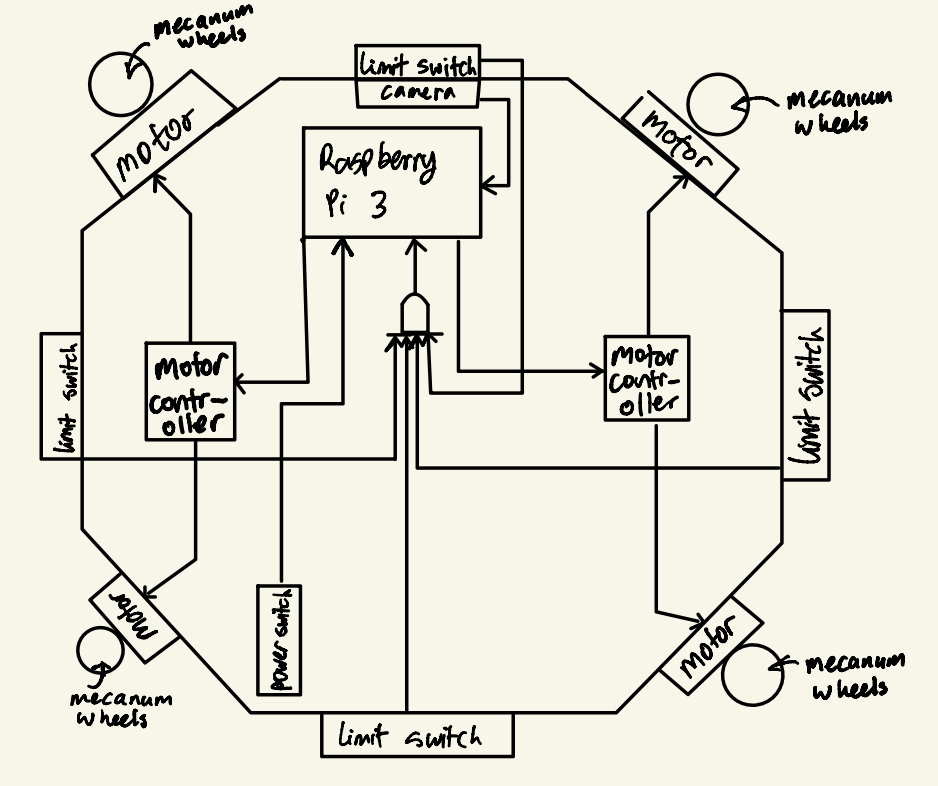 mecanum
wheels
limit switch
camera
motor
motor
mecanum
wheels
Raspberry
Pi 3
limit switch
motor
contr-
oller
motor
contr-
oller
limit switch
motor
mecanum
wheels
power switch
motor
mecanum
wheels
limit switch